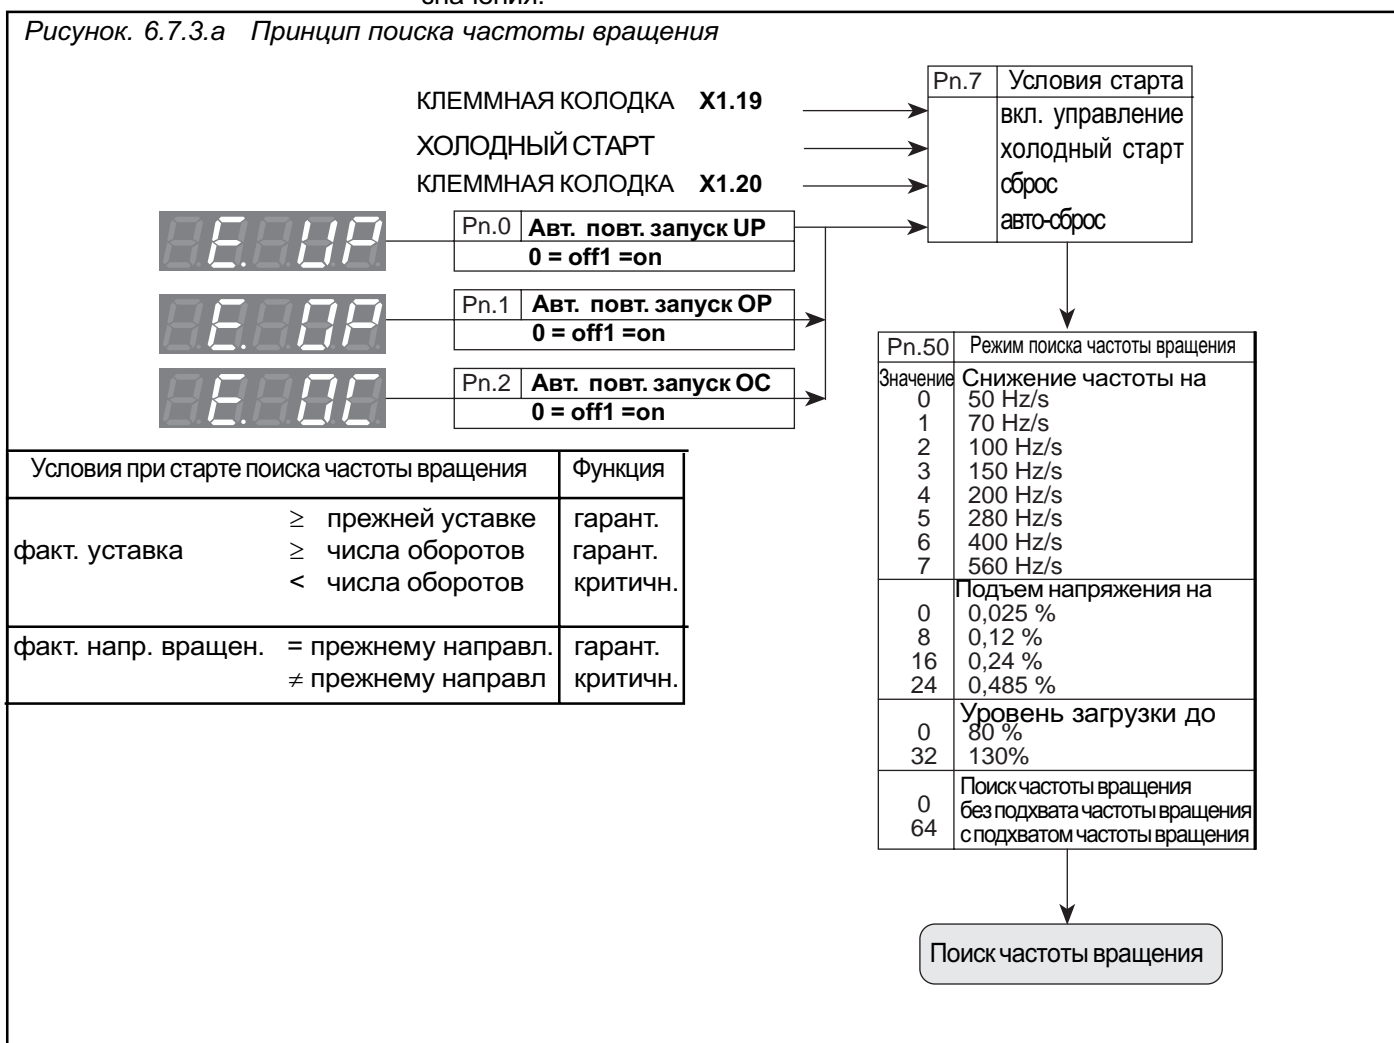 значения.
Рисунок. 6.7.3.a Принцип поиска частоты вращения
КЛЕММНАЯ КОЛОДКА X1.19
ХОЛОДНЫЙ СТАРТ
КЛЕММНАЯ КОЛОДКА X1.20
Pn.7 Условия старта
вкл. управление
холодный старт
сброс
авто-сброс
E. UP
Pn.0 Авт. повт. запуск UP
0 = off1 =on
E. OP
Pn.1 Авт. повт. запуск OP
0 = off1 =on
E. OC
Pn.2 Авт. повт. запуск OC
0 = off1 =on
Условия при старте поиска частоты вращения Функция
≥ прежней уставке гарант.
факт. уставка ≥ числа оборотов гарант.
< числа оборотов критичн.
факт. напр. вращен. = прежнему направл. гарант.
≠ прежнему направл критичн.
Pn.50 Режим поиска частоты вращения
Значение Снижение частоты на
0 50 Hz/s
1 70 Hz/s
2 100 Hz/s
3 150 Hz/s
4 200 Hz/s
5 280 Hz/s
6 400 Hz/s
7 560 Hz/s
Подъем напряжения на
0 0,025 %
8 0,12 %
16 0,24 %
24 0,485 %
Уровень загрузки до
0 80 %
32 130%
Поиск частоты вращения
0 без подхвата частоты вращения
64 с подхватом частоты вращения
Поиск частоты вращения